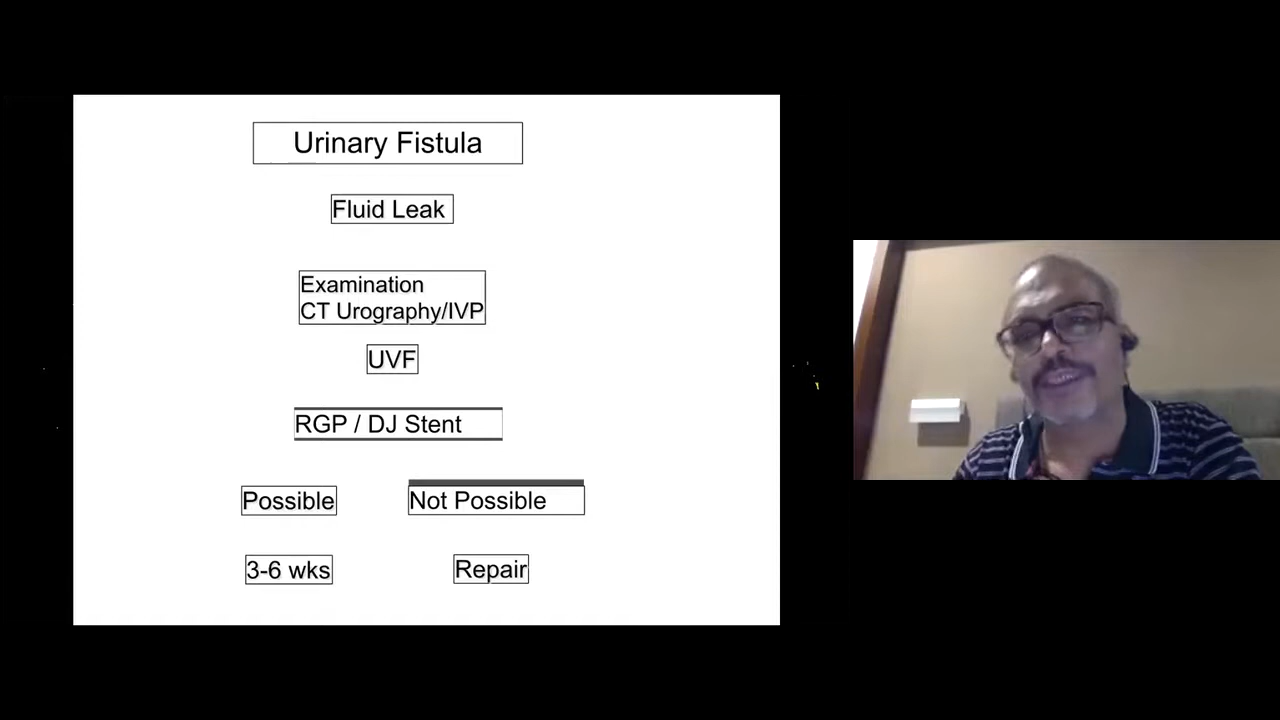 Urinary Fistula
Fluid Leak
Examination
CT Urography/IVP
UVF
RGP / DJ Stent
Possible
Not Possible
3-6 wks
Repair